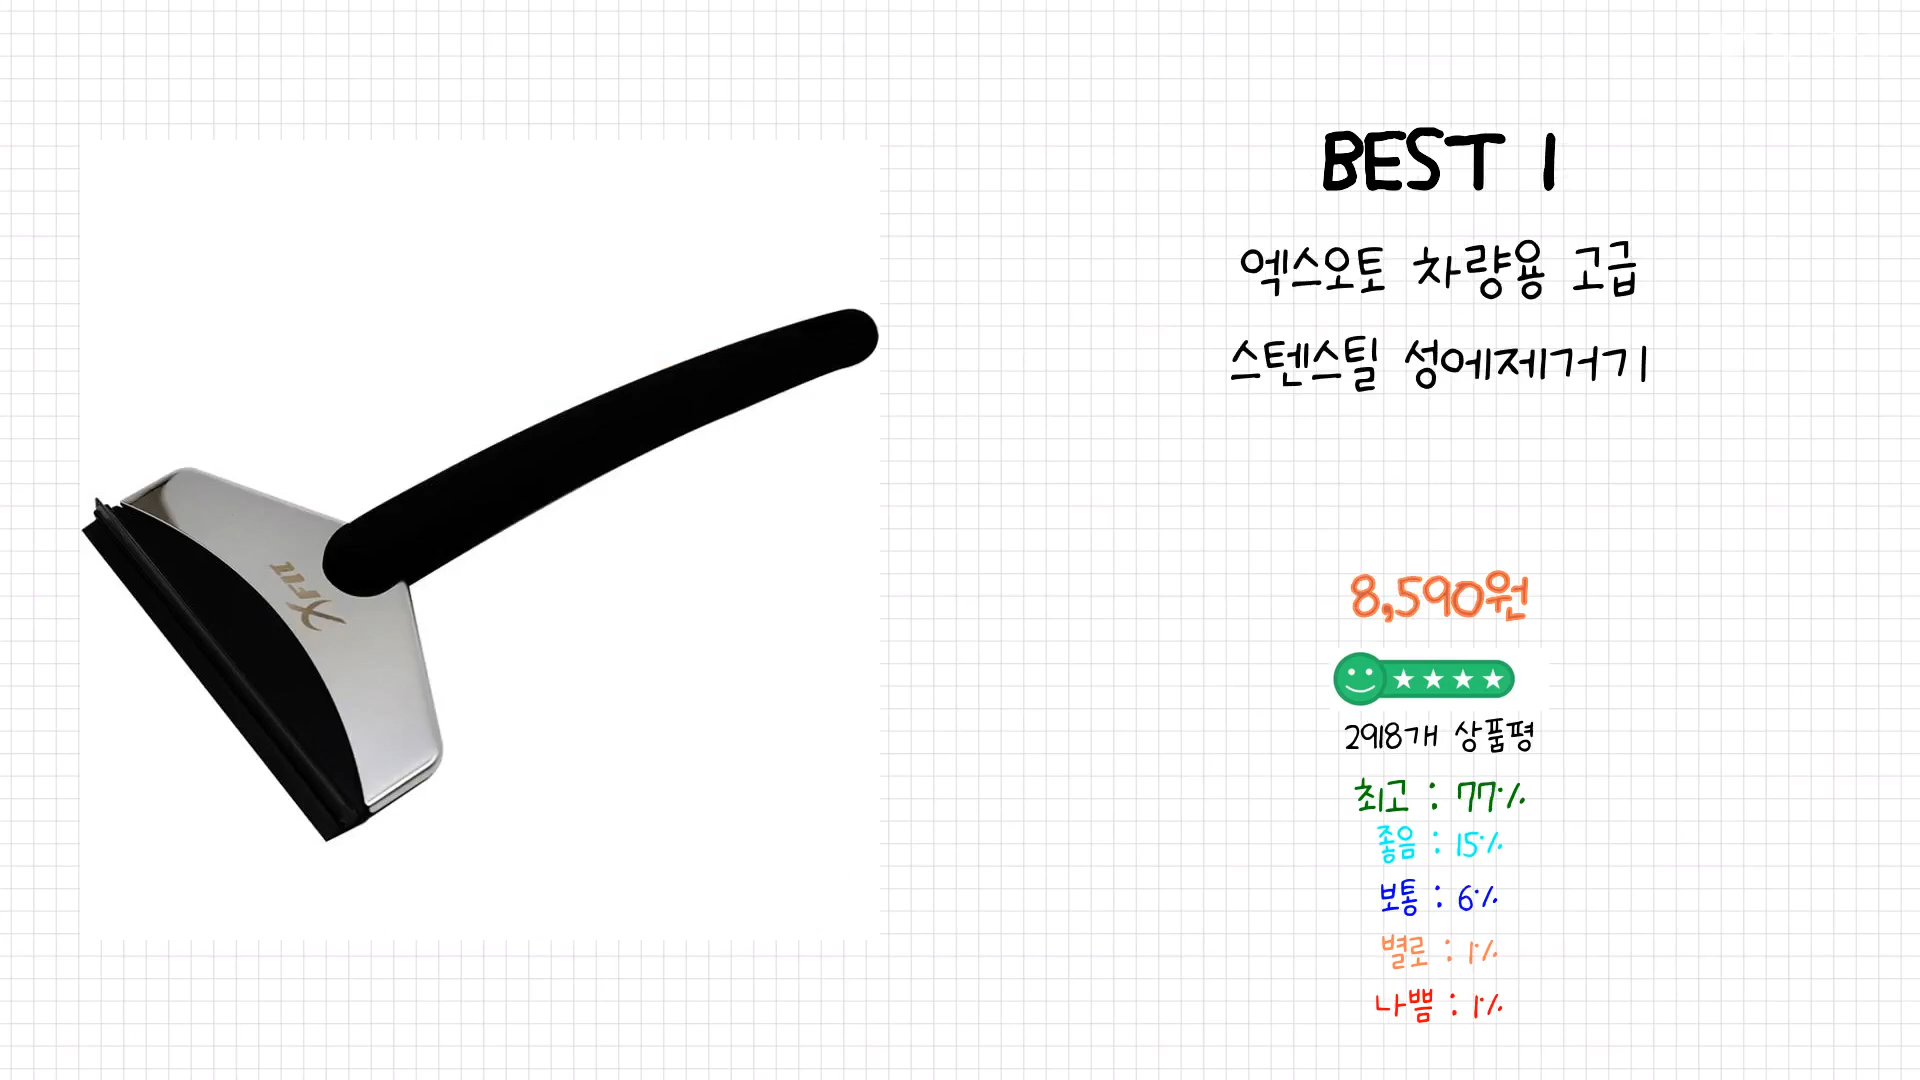 BEST 1
엑스오토 차량용 고급
스텐스틸 성에제거기
XFIT
8,590원
2918개 상품평
최고 : 77%
좋음 : 15%
보통 : 6%
별로 : 1%
나쁨 : 1%